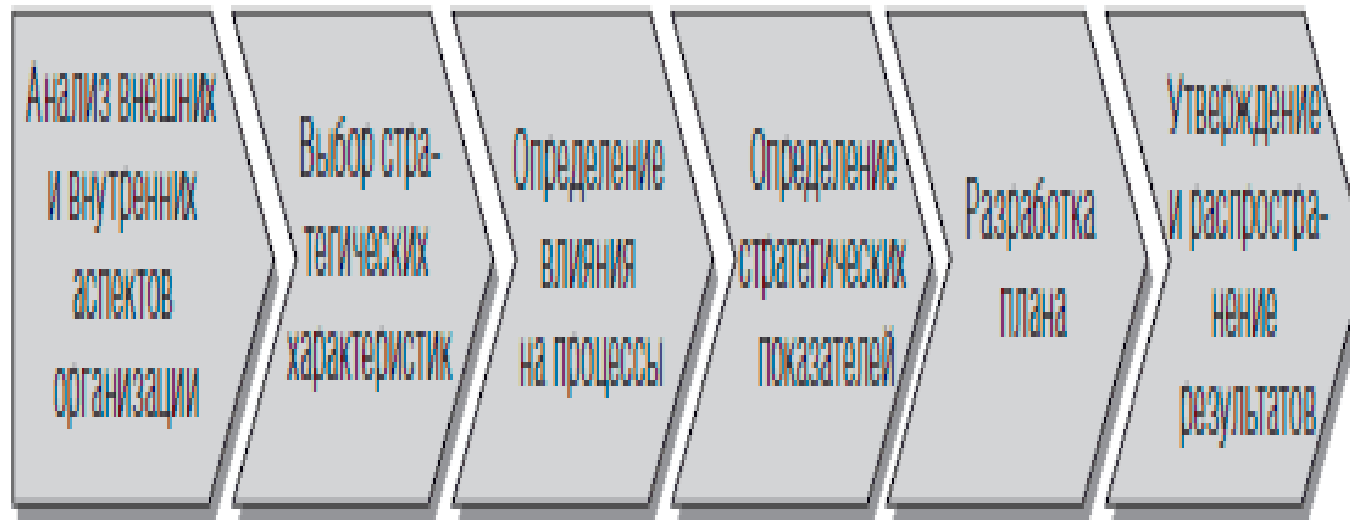 Анализ внешних
и внутренних
аспектов
организации
Выбор стра-
тегических
характеристик
Определение
влияния
на процессы
Определение
стратегических
показателей
Разработка
плана
Утверждение
и распростра-
нение
результатов